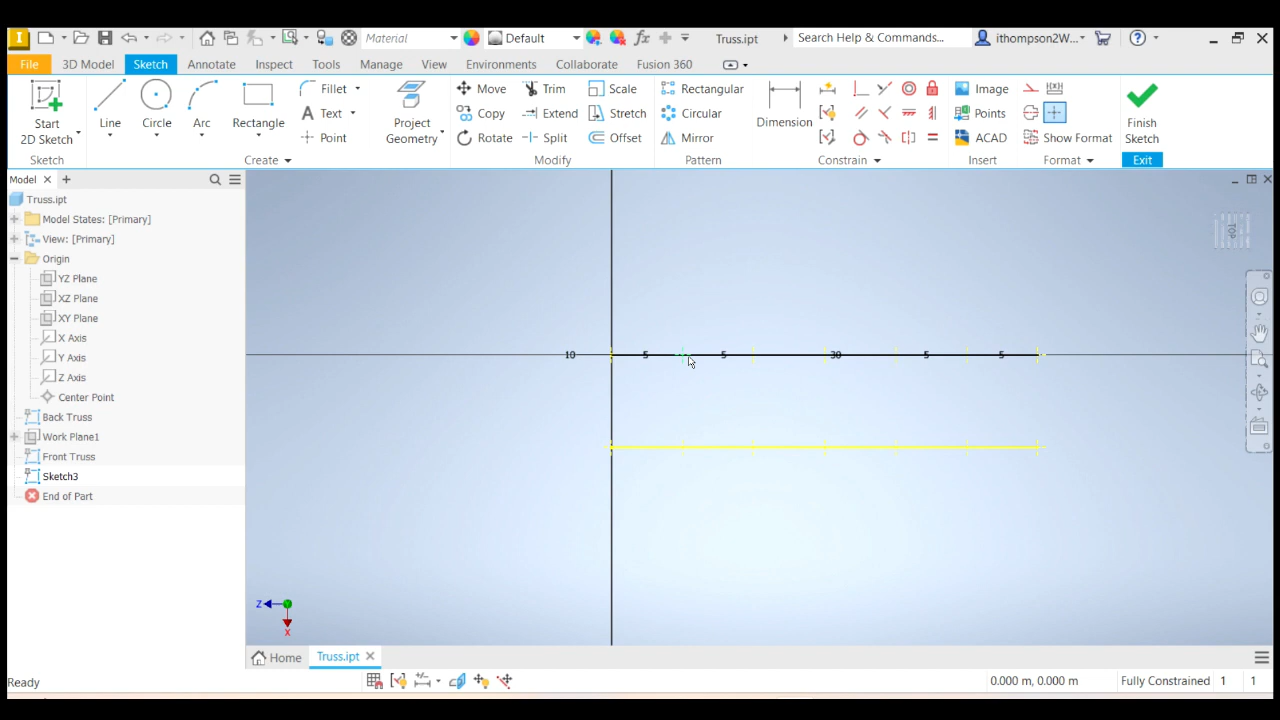 I Material Default fx Truss.ipt Search Help & Commands... ithompson2W... ?
File 3D Model Sketch Annotate Inspect Tools Manage View Environments Collaborate Fusion 360
Start 2D Sketch Line Circle Arc Rectangle Fillet Text Point Project Geometry
Move Trim Scale
Copy Extend Stretch
Rotate Split Offset
Rectangular
Circular
Mirror
Dimension
Image
Points
ACAD
Show Format
Finish Sketch
Sketch Create Modify Pattern Constrain Insert Format Exit
Model
Truss.ipt
Model States: [Primary]
View: [Primary]
Origin
YZ Plane
XZ Plane
XY Plane
X Axis
Y Axis
Z Axis
Center Point
Back Truss
Work Plane1
Front Truss
Sketch3
End of Part
TOP
10 5 5 30 5 5
Z
X
Home Truss.ipt
Ready 0.000 m, 0.000 m Fully Constrained 1 1